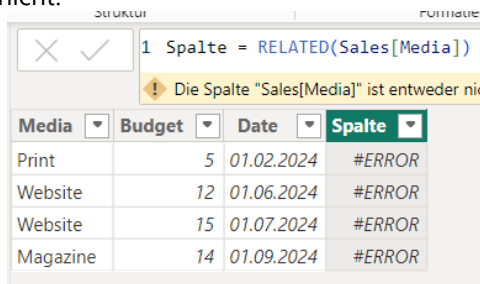 nicht.
Struktur
1 Spalte = RELATED(Sales[Media])
Die Spalte "Sales[Media]" ist entweder
Media Budget Date Spalte
Print 5 01.02.2024 #ERROR
Website 12 01.06.2024 #ERROR
Website 15 01.07.2024 #ERROR
Magazine 14 01.09.2024 #ERROR